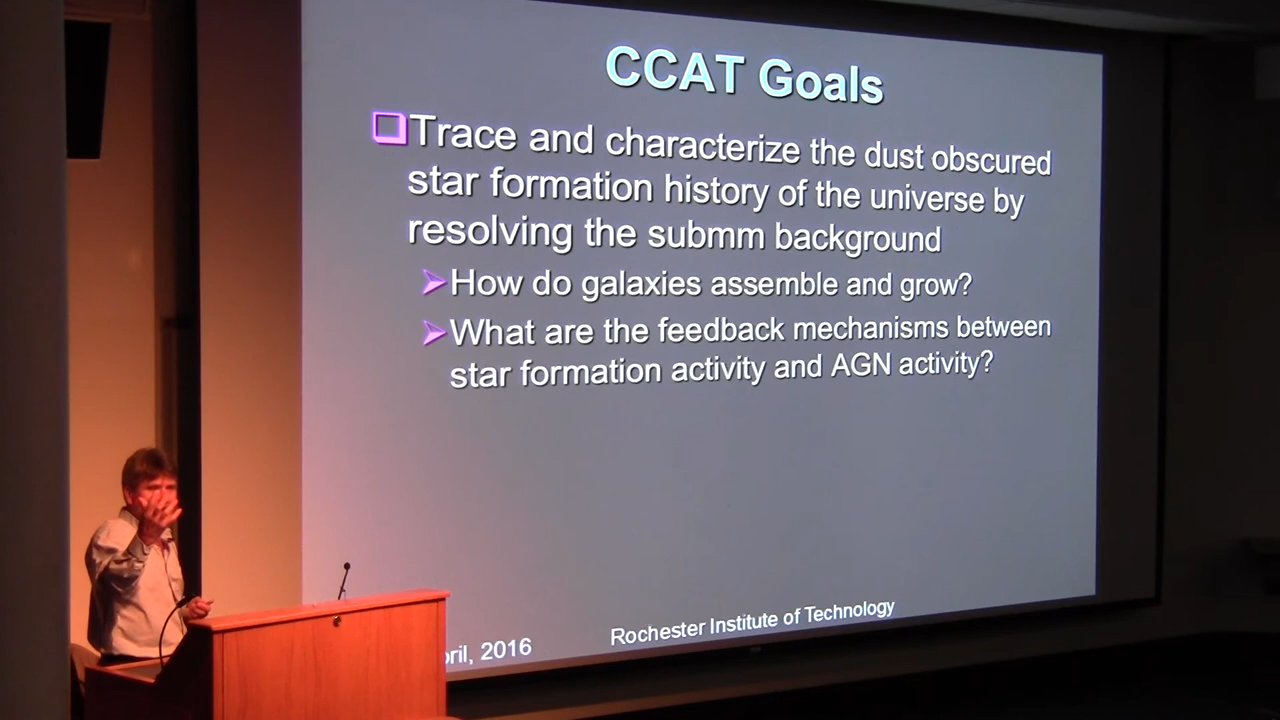 CCAT Goals
Trace and characterize the dust obscured
star formation history of the universe by
resolving the submm background
How do galaxies assemble and grow?
What are the feedback mechanisms between
star formation activity and AGN activity?
Rochester Institute of Technology
ril, 2016